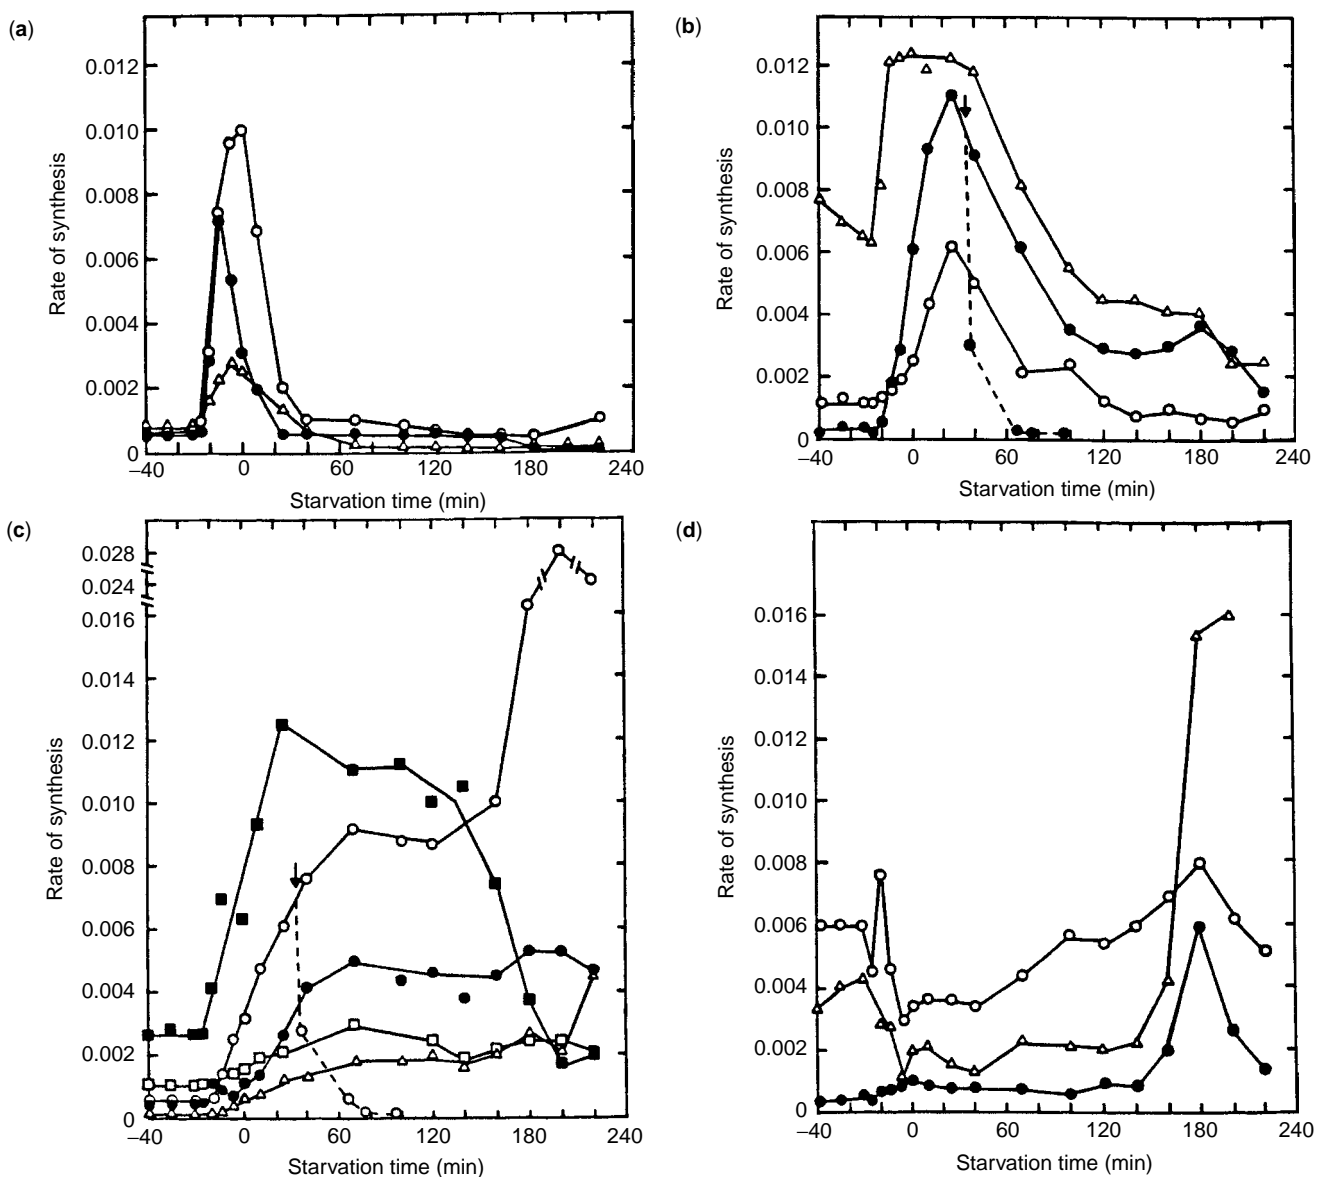 (a)
Rate of synthesis
0.012
0.010
0.008
0.006
0.004
0.002
0
−40 0 60 120 180 240
Starvation time (min)
(b)
Rate of synthesis
0.012
0.010
0.008
0.006
0.004
0.002
0
−40 0 60 120 180 240
Starvation time (min)
(c)
Rate of synthesis
0.028
0.024
0.016
0.014
0.012
0.010
0.008
0.006
0.004
0.002
0
−40 0 60 120 180 240
Starvation time (min)
(d)
Rate of synthesis
0.016
0.014
0.012
0.010
0.008
0.006
0.004
0.002
0
−40 0 60 120 180 240
Starvation time (min)